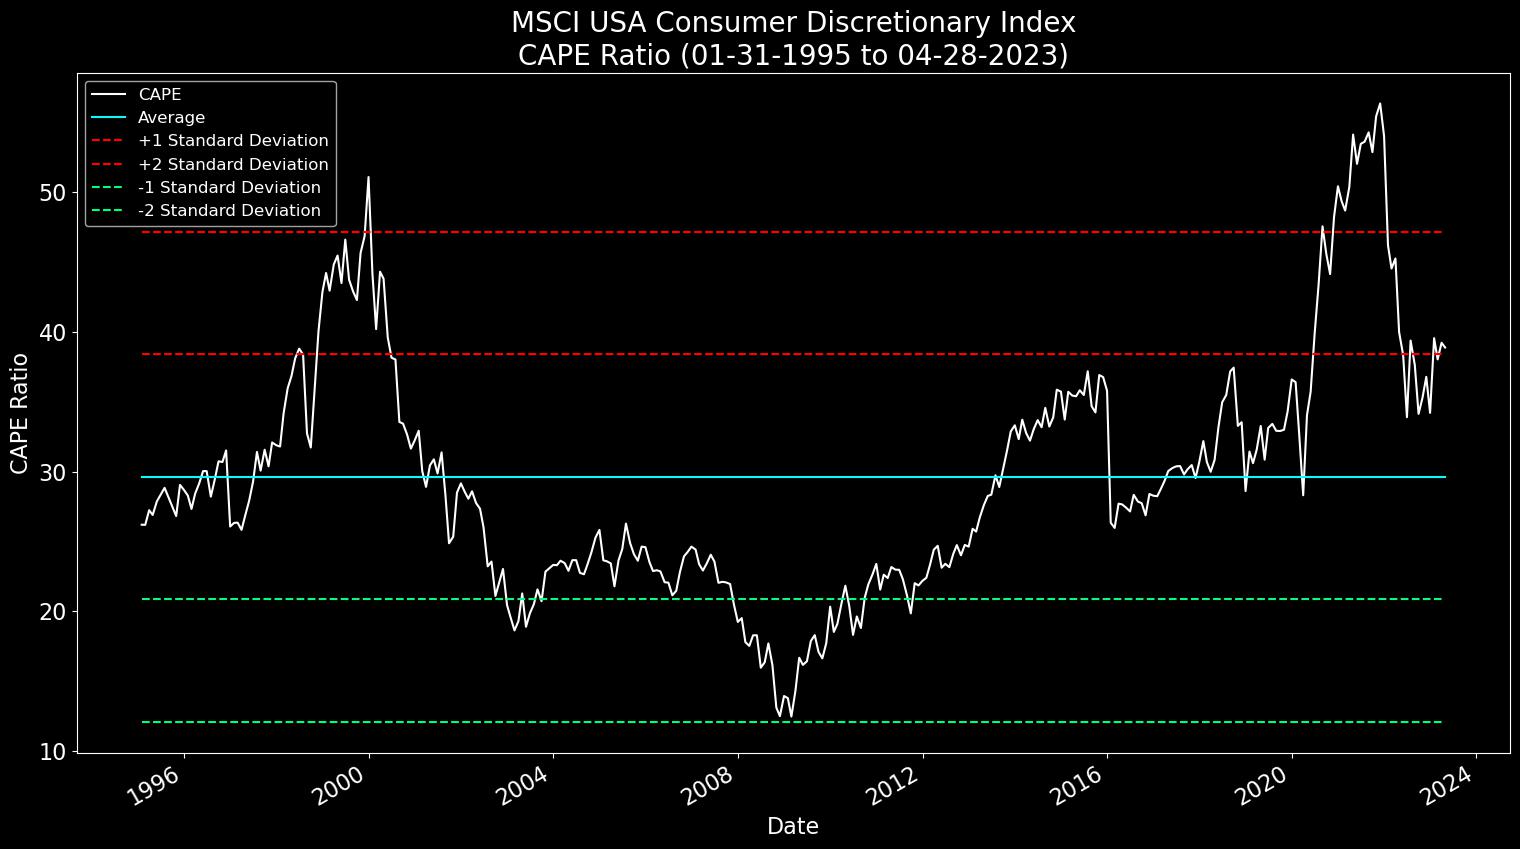 MSCI USA Consumer Discretionary Index
CAPE Ratio (01-31-1995 to 04-28-2023)
CAPE
Average
+1 Standard Deviation
+2 Standard Deviation
-1 Standard Deviation
-2 Standard Deviation
50
40
30
20
10
CAPE Ratio
1996
2000
2004
2008
2012
2016
2020
2024
Date